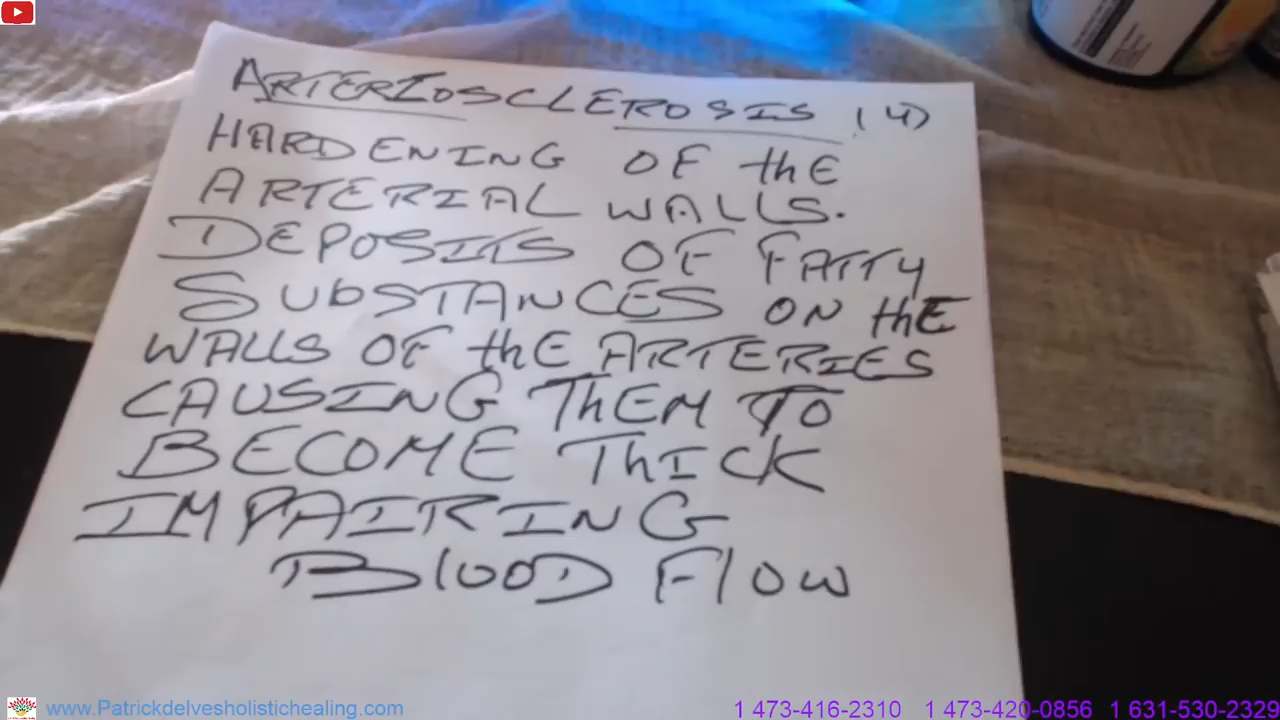 ARTERIOSCLEROSIS (4)
HARDENING OF thE
ARTERIAL WALLS.
DEPOSITS OF FATTY
SUbSTANCES ON thE
WALLS OF thE ARTERIES
CAUSING ThEM TO
BECOME ThICK
IMPAIRING
BlOOD FlOW
www.Patrickdelvesholistichealing.com
1 473-416-2310 1 473-420-0856 1 631-530-2329